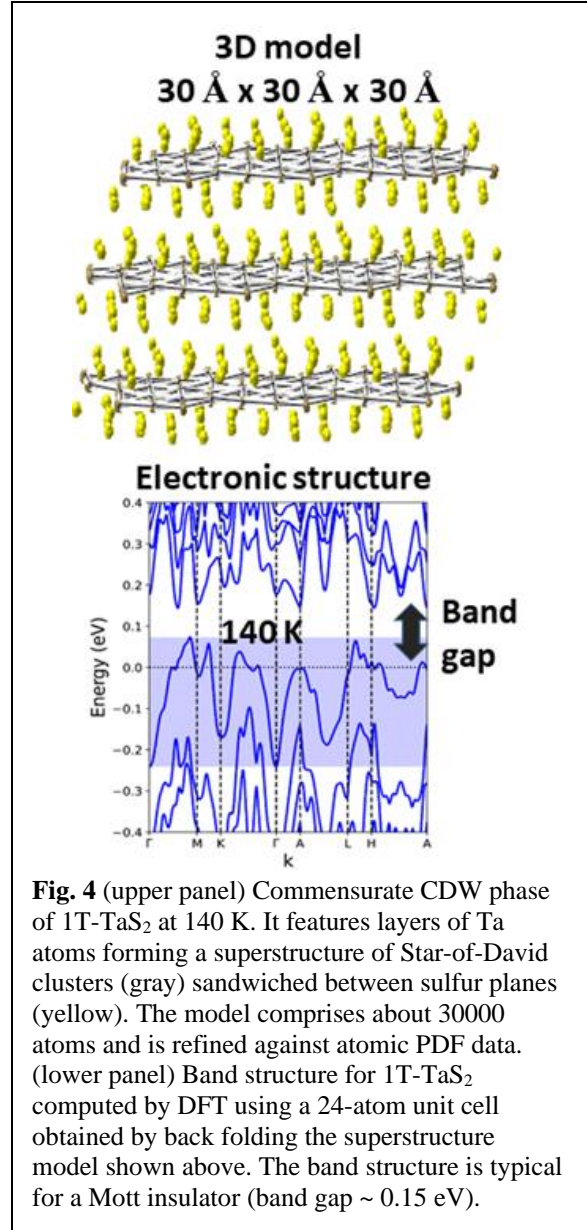 3D model
30 Å x 30 Å x 30 Å
Electronic structure
0.4
0.3
0.2
0.1
0.0
−0.1
−0.2
−0.3
−0.4
Energy (eV)
140 K
Band
gap
Γ M K Γ A L H A
k
Fig. 4 (upper panel) Commensurate CDW phase
of 1T-TaS₂ at 140 K. It features layers of Ta
atoms forming a superstructure of Star-of-David
clusters (gray) sandwiched between sulfur planes
(yellow). The model comprises about 30000
atoms and is refined against atomic PDF data.
(lower panel) Band structure for 1T-TaS₂
computed by DFT using a 24-atom unit cell
obtained by back folding the superstructure
model shown above. The band structure is typical
for a Mott insulator (band gap ~ 0.15 eV).